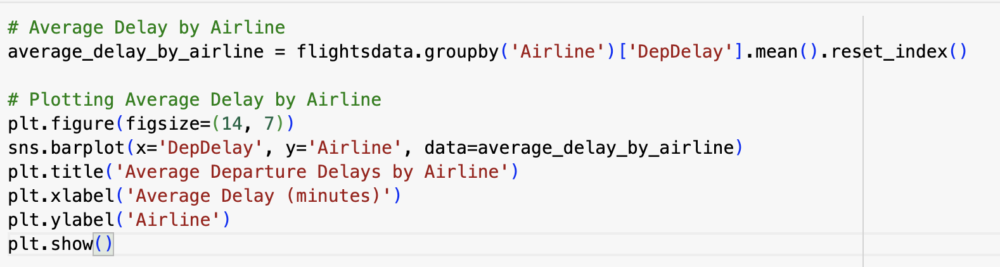 # Average Delay by Airline
average_delay_by_airline = flightsdata.groupby('Airline')['DepDelay'].mean().reset_index()
# Plotting Average Delay by Airline
plt.figure(figsize=(14, 7))
sns.barplot(x='DepDelay', y='Airline', data=average_delay_by_airline)
plt.title('Average Departure Delays by Airline')
plt.xlabel('Average Delay (minutes)')
plt.ylabel('Airline')
plt.show()